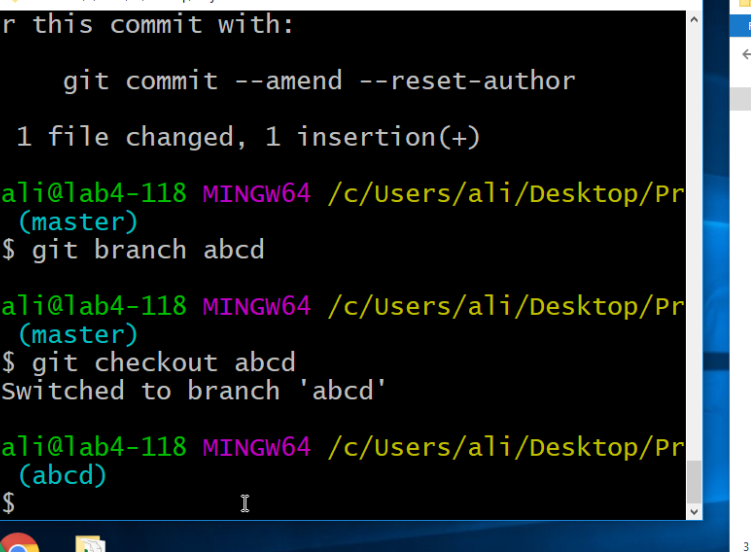 r this commit with:
git commit --amend --reset-author
1 file changed, 1 insertion(+)
ali@lab4-118 MINGW64 /c/Users/ali/Desktop/Pr
(master)
$ git branch abcd
ali@lab4-118 MINGW64 /c/Users/ali/Desktop/Pr
(master)
$ git checkout abcd
Switched to branch 'abcd'
ali@lab4-118 MINGW64 /c/Users/ali/Desktop/Pr
(abcd)
$
3